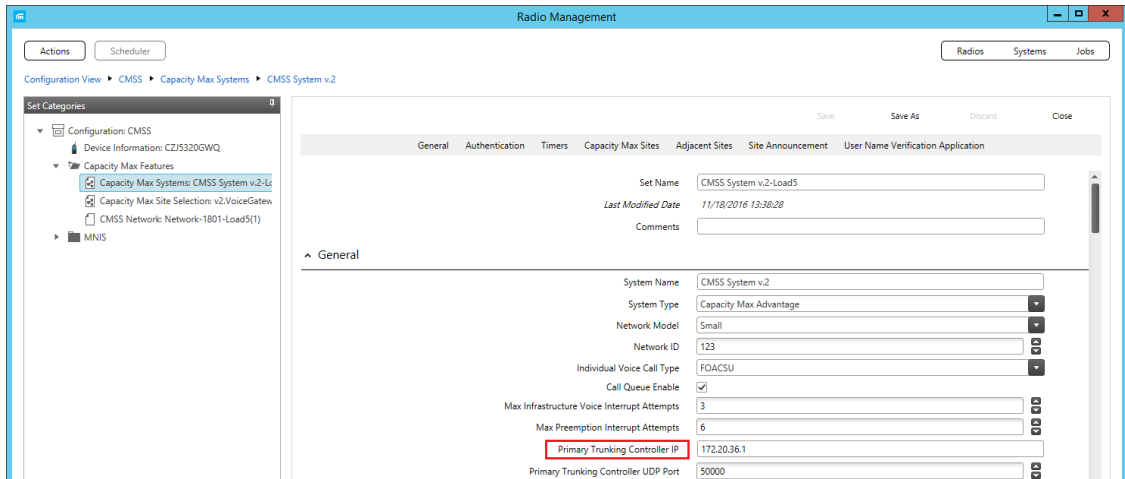 Radio Management
Actions Scheduler Radios Systems Jobs
Configuration View CMSS Capacity Max Systems CMSS System v.2
Set Categories
Configuration: CMSS
Device Information: CZJ5320GWQ
Capacity Max Features
Capacity Max Systems: CMSS System v.2-Lo
Capacity Max Site Selection: v2.VoiceGatew
CMSS Network: Network-1801-Load5(1)
MNIS
Save Save As Discard Close
General Authentication Timers Capacity Max Sites Adjacent Sites Site Announcement User Name Verification Application
Set Name CMSS System v.2-Load5
Last Modified Date 11/18/2016 13:38:28
Comments
General
System Name CMSS System v.2
System Type Capacity Max Advantage
Network Model Small
Network ID 123
Individual Voice Call Type FOACSU
Call Queue Enable
Max Infrastructure Voice Interrupt Attempts 3
Max Preemption Interrupt Attempts 6
Primary Trunking Controller IP 172.20.36.1
Primary Trunking Controller UDP Port 50000